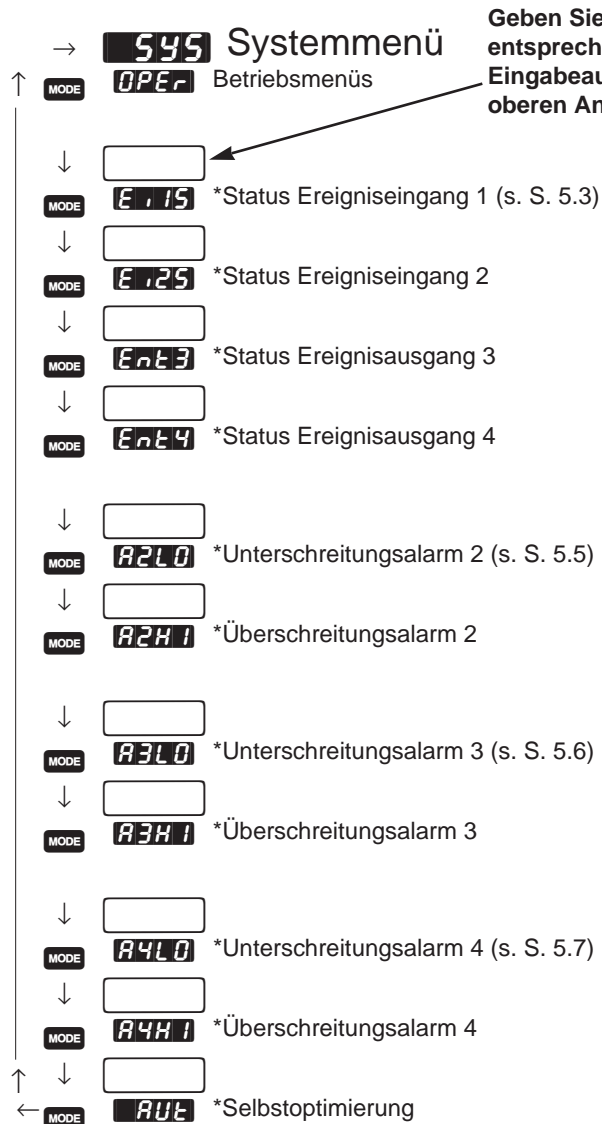 → SYS Systemmenü
Geben Sie
entsprech
Eingabeau
oberen An
↑ MODE OPEr Betriebsmenüs
↓
MODE Ei1S *Status Ereigniseingang 1 (s. S. 5.3)
↓
MODE Ei2S *Status Ereigniseingang 2
↓
MODE Ent3 *Status Ereignisausgang 3
↓
MODE Ent4 *Status Ereignisausgang 4
↓
MODE A2LO *Unterschreitungsalarm 2 (s. S. 5.5)
↓
MODE A2HI *Überschreitungsalarm 2
↓
MODE A3LO *Unterschreitungsalarm 3 (s. S. 5.6)
↓
MODE A3HI *Überschreitungsalarm 3
↓
MODE A4LO *Unterschreitungsalarm 4 (s. S. 5.7)
↓
MODE A4HI *Überschreitungsalarm 4
↑ ↓
← MODE AUt *Selbstoptimierung